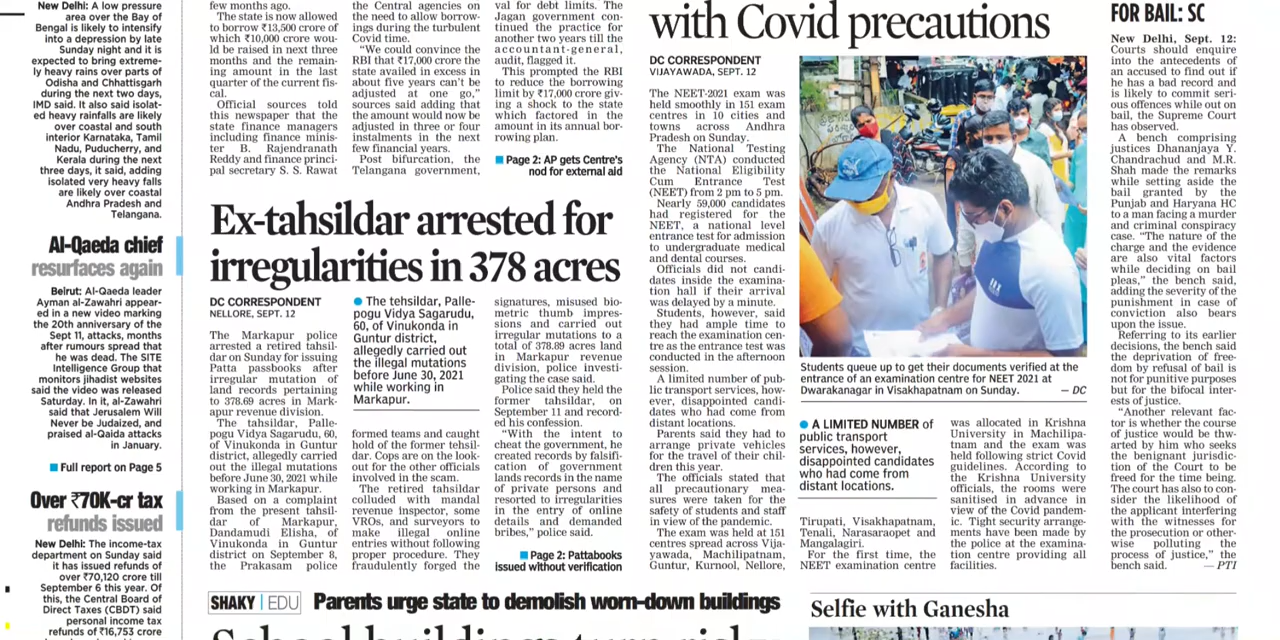 New Delhi: A low pressure
area over the Bay of
Bengal is likely to intensify
into a depression by late
Sunday night and it is
expected to bring extreme-
ly heavy rains over parts of
Odisha and Chhattisgarh
during the next two days,
IMD said. It also said isolat-
ed heavy rainfalls are likely
over coastal and south
interior Karnataka, Tamil
Nadu, Puducherry, and
Kerala during the next
three days, it said, adding
isolated very heavy falls
are likely over coastal
Andhra Pradesh and
Telangana.
Al-Qaeda chief
resurfaces again
Beirut: Al-Qaeda leader
Ayman al-Zawahri appear-
ed in a new video marking
the 20th anniversary of the
Sept 11, attacks, months
after rumours spread that
he was dead. The SITE
Intelligence Group that
monitors jihadist websites
said the video was released
Saturday. In it, al-Zawahri
said that Jerusalem Will
Never be Judaized, and
praised al-Qaida attacks
in January.
Full report on Page 5
Over ₹70K-cr tax
refunds issued
New Delhi: The income-tax
department on Sunday said
it has issued refunds of
over ₹70,120 crore till
September 6 this year. Of
this, the Central Board of
Direct Taxes (CBDT) said
personal income tax
refunds of ₹16,753 crore
few months ago.
The state is now allowed
to borrow ₹13,500 crore of
which ₹10,000 crore wou-
ld be raised in next three
months and the remain-
ing amount in the last
quarter of the current fis-
cal.
Official sources told
this newspaper that the
state finance managers
including finance minis-
ter B. Rajendranath
Reddy and finance princi-
pal secretary S. S. Rawat
the Central agencies on
the need to allow borrow-
ings during the turbulent
Covid time.
“We could convince the
RBI that ₹17,000 crore the
state availed in excess in
about five years can’t be
adjusted at one go,”
sources said adding that
the amount would now be
adjusted in three or four
instalments in the next
few financial years.
Post bifurcation, the
Telangana government,
val for debt limits. The
Jagan government con-
tinued the practice for
another two years till the
accountant-general,
audit, flagged it.
This prompted the RBI
to reduce the borrowing
limit by ₹17,000 crore giv-
ing a shock to the state
which factored in the
amount in its annual bor-
rowing plan.
Page 2: AP gets Centre's
nod for external aid
Ex-tahsildar arrested for
irregularities in 378 acres
DC CORRESPONDENT
NELLORE, SEPT. 12
The Markapur police
arrested a retired tahsil-
dar on Sunday for issuing
Patta passbooks after
irregular mutation of
land records pertaining
to 378.69 acres in Mark-
apur revenue division.
The tahsildar, Palle-
pogu Vidya Sagarudu, 60,
of Vinukonda in Guntur
district, allegedly carried
out the illegal mutations
before June 30, 2021 while
working in Markapur.
Based on a complaint
from the present tahsil-
dar of Markapur,
Dandamudi Elisha, of
Vinukonda in Guntur
district on September 8,
the Prakasam police
The tehsildar, Palle-
pogu Vidya Sagarudu,
60, of Vinukonda in
Guntur district,
allegedly carried out
the illegal mutations
before June 30, 2021
while working in
Markapur.
formed teams and caught
hold of the former tehsil-
dar. Cops are on the look-
out for the other officials
involved in the scam.
The retired tahsildar
colluded with mandal
revenue inspector, some
VROs, and surveyors to
make illegal online
entries without following
proper procedure. They
fraudulently forged the
signatures, misused bio-
metric thumb impres-
sions and carried out
irregular mutations to a
total of 378.89 acres land
in Markapur revenue
division, police investi-
gating the case said.
Police said they held the
former tahsildar, on
September 11 and record-
ed his confession.
“With the intent to
cheat the government, he
created records by falsifi-
cation of government
lands records in the name
of private persons and
resorted to irregularities
in the entry of online
details and demanded
bribes,” police said.
Page 2: Pattabooks
issued without verification
with Covid precautions
DC CORRESPONDENT
VIJAYAWADA, SEPT. 12
The NEET-2021 exam was
held smoothly in 151 exam
centres in 10 cities and
towns across Andhra
Pradesh on Sunday.
The National Testing
Agency (NTA) conducted
the National Eligibility
Cum Entrance Test
(NEET) from 2 pm to 5 pm.
Nearly 59,000 candidates
had registered for the
NEET, a national level
entrance test for admission
to undergraduate medical
and dental courses.
Officials did not candi-
dates inside the examina-
tion hall if their arrival
was delayed by a minute.
Students, however, said
they had ample time to
reach the examination cen-
tre as the entrance test was
conducted in the afternoon
session.
A limited number of pub-
lic transport services, how-
ever, disappointed candi-
dates who had come from
distant locations.
Parents said they had to
arrange private vehicles
for the travel of their chil-
dren this year.
The officials stated that
all precautionary mea-
sures were taken for the
safety of students and staff
in view of the pandemic.
The exam was held at 151
centres spread across Vija-
yawada, Machilipatnam,
Guntur, Kurnool, Nellore,
Students queue up to get their documents verified at the
entrance of an examination centre for NEET 2021 at
Dwarakanagar in Visakhapatnam on Sunday. — DC
A LIMITED NUMBER of
public transport
services, however,
disappointed candidates
who had come from
distant locations.
Tirupati, Visakhapatnam,
Tenali, Narasaraopet and
Mangalagiri.
For the first time, the
NEET examination centre
was allocated in Krishna
University in Machilipa-
tnam and the exam was
held following strict Covid
guidelines. According to
the Krishna University
officials, the rooms were
sanitised in advance in
view of the Covid pandem-
ic. Tight security arrange-
ments have been made by
the police at the examina-
tion centre providing all
facilities.
FOR BAIL: SC
New Delhi, Sept. 12:
Courts should enquire
into the antecedents of
an accused to find out if
he has a bad record and
is likely to commit seri-
ous offences while out on
bail, the Supreme Court
has observed.
A bench comprising
justices Dhananjaya Y.
Chandrachud and M.R.
Shah made the remarks
while setting aside the
bail granted by the
Punjab and Haryana HC
to a man facing a murder
and criminal conspiracy
case. “The nature of the
charge and the evidence
are also vital factors
while deciding on bail
pleas,” the bench said,
adding the severity of the
punishment in case of
conviction also bears
upon the issue.
Referring to its earlier
decisions, the bench said
the deprivation of free-
dom by refusal of bail is
not for punitive purposes
but for the bifocal inter-
ests of justice.
“Another relevant fac-
tor is whether the course
of justice would be thw-
arted by him who seeks
the benignant jurisdic-
tion of the Court to be
freed for the time being.
The court has also to con-
sider the likelihood of
the applicant interfering
with the witnesses for
the prosecution or other-
wise polluting the
process of justice,” the
bench said. — PTI
SHAKY | EDU Parents urge state to demolish worn-down buildings
Selfie with Ganesha